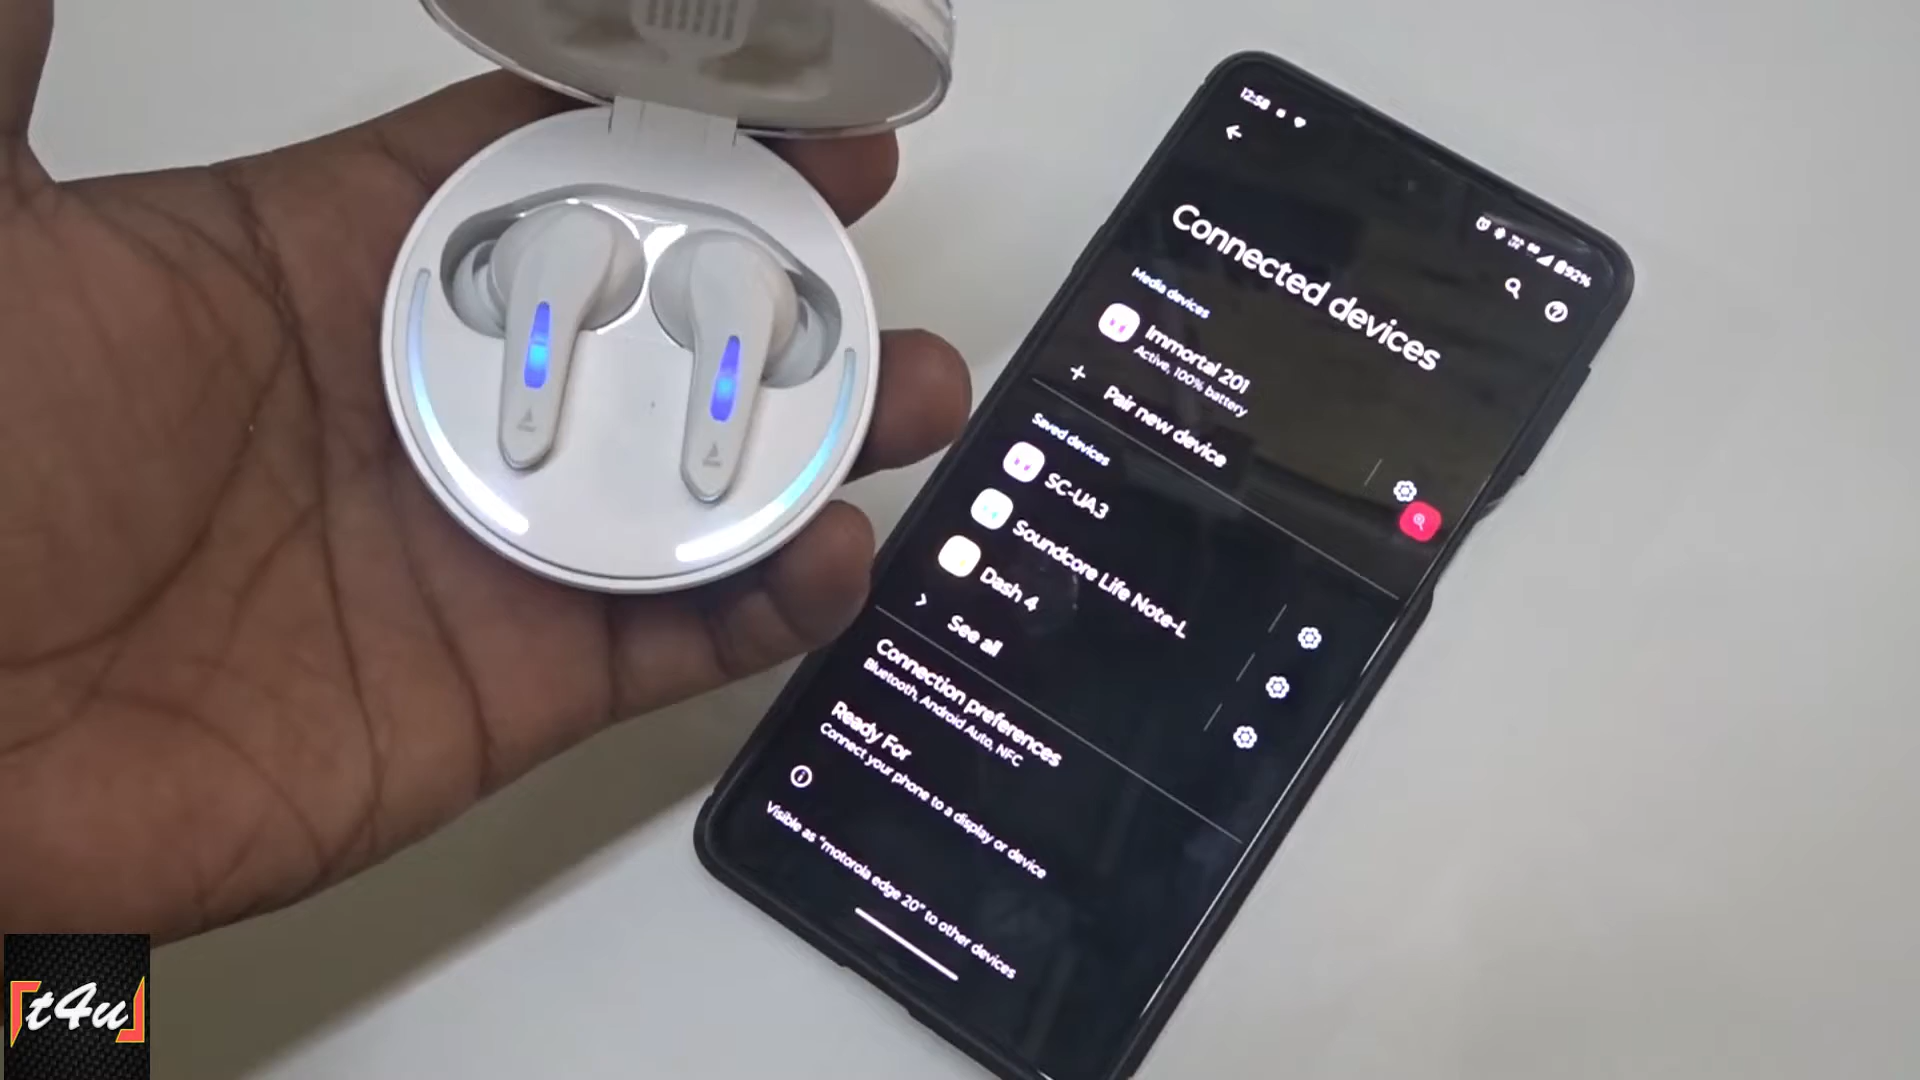 12:58
92%
Connected devices
Media devices
Immortal 201
Active, 100% battery
Pair new device
Saved devices
SC-UA3
Soundcore Life Note-L
Dash 4
See all
Connection preferences
Bluetooth, Android Auto, NFC
Ready For
Connect your phone to a display or device
Visible as "motorola edge 20" to other devices
[t4u]